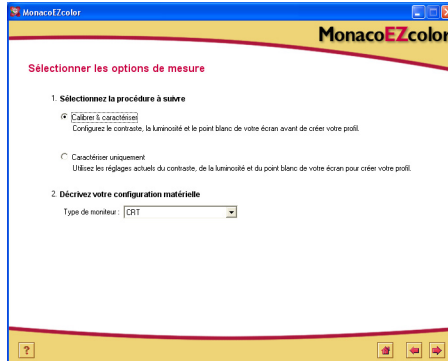 MonacoEZcolor
MonacoEZcolor
Sélectionner les options de mesure
1. Sélectionnez la procédure à suivre
Calibrer & caractériser
Configurez le contraste, la luminosité et le point blanc de votre écran avant de créer votre profil.
Caractériser uniquement
Utilisez les réglages actuels du contraste, de la luminosité et du point blanc de votre écran pour créer votre profil.
2. Décrivez votre configuration matérielle
Type de moniteur : CRT
?